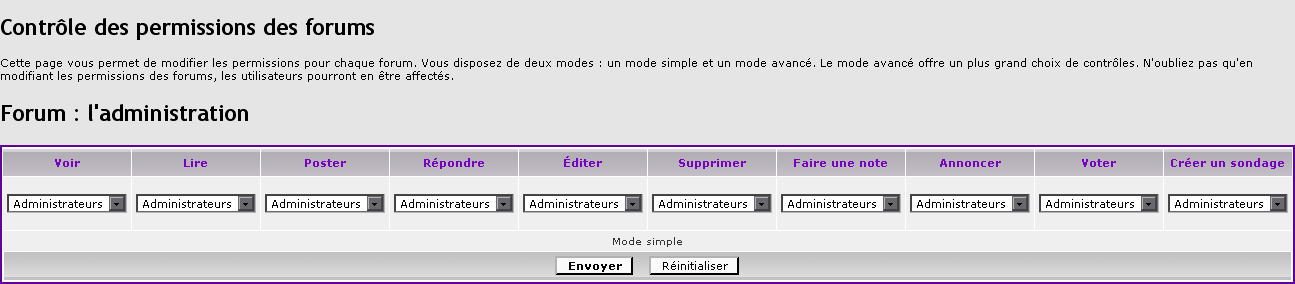 Contrôle des permissions des forums
Cette page vous permet de modifier les permissions pour chaque forum. Vous disposez de deux modes : un mode simple et un mode avancé. Le mode avancé offre un plus grand choix de contrôles. N'oubliez pas qu'en
modifiant les permissions des forums, les utilisateurs pourront en être affectés.
Forum : l'administration
Voir Lire Poster Répondre Éditer Supprimer Faire une note Annoncer Voter Créer un sondage
Administrateurs Administrateurs Administrateurs Administrateurs Administrateurs Administrateurs Administrateurs Administrateurs Administrateurs Administrateurs
Mode simple
Envoyer Réinitialiser